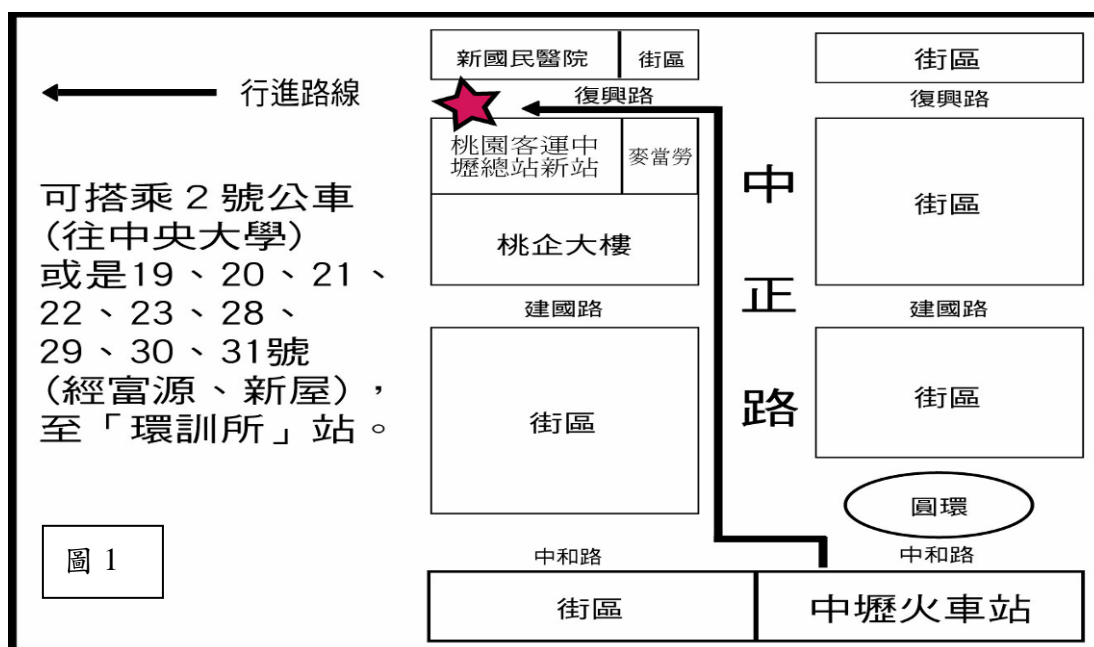 行進路線
可搭乘2號公車
(往中央大學)
或是19、20、21、
22、23、28、
29、30、31號
(經富源、新屋),
至「環訓所」站。
圖 1
新國民醫院
街區
復興路
桃園客運中
壢總站新站
麥當勞
桃企大樓
建國路
街區
中和路
街區
中正路
街區
復興路
街區
建國路
街區
圓環
中和路
中壢火車站